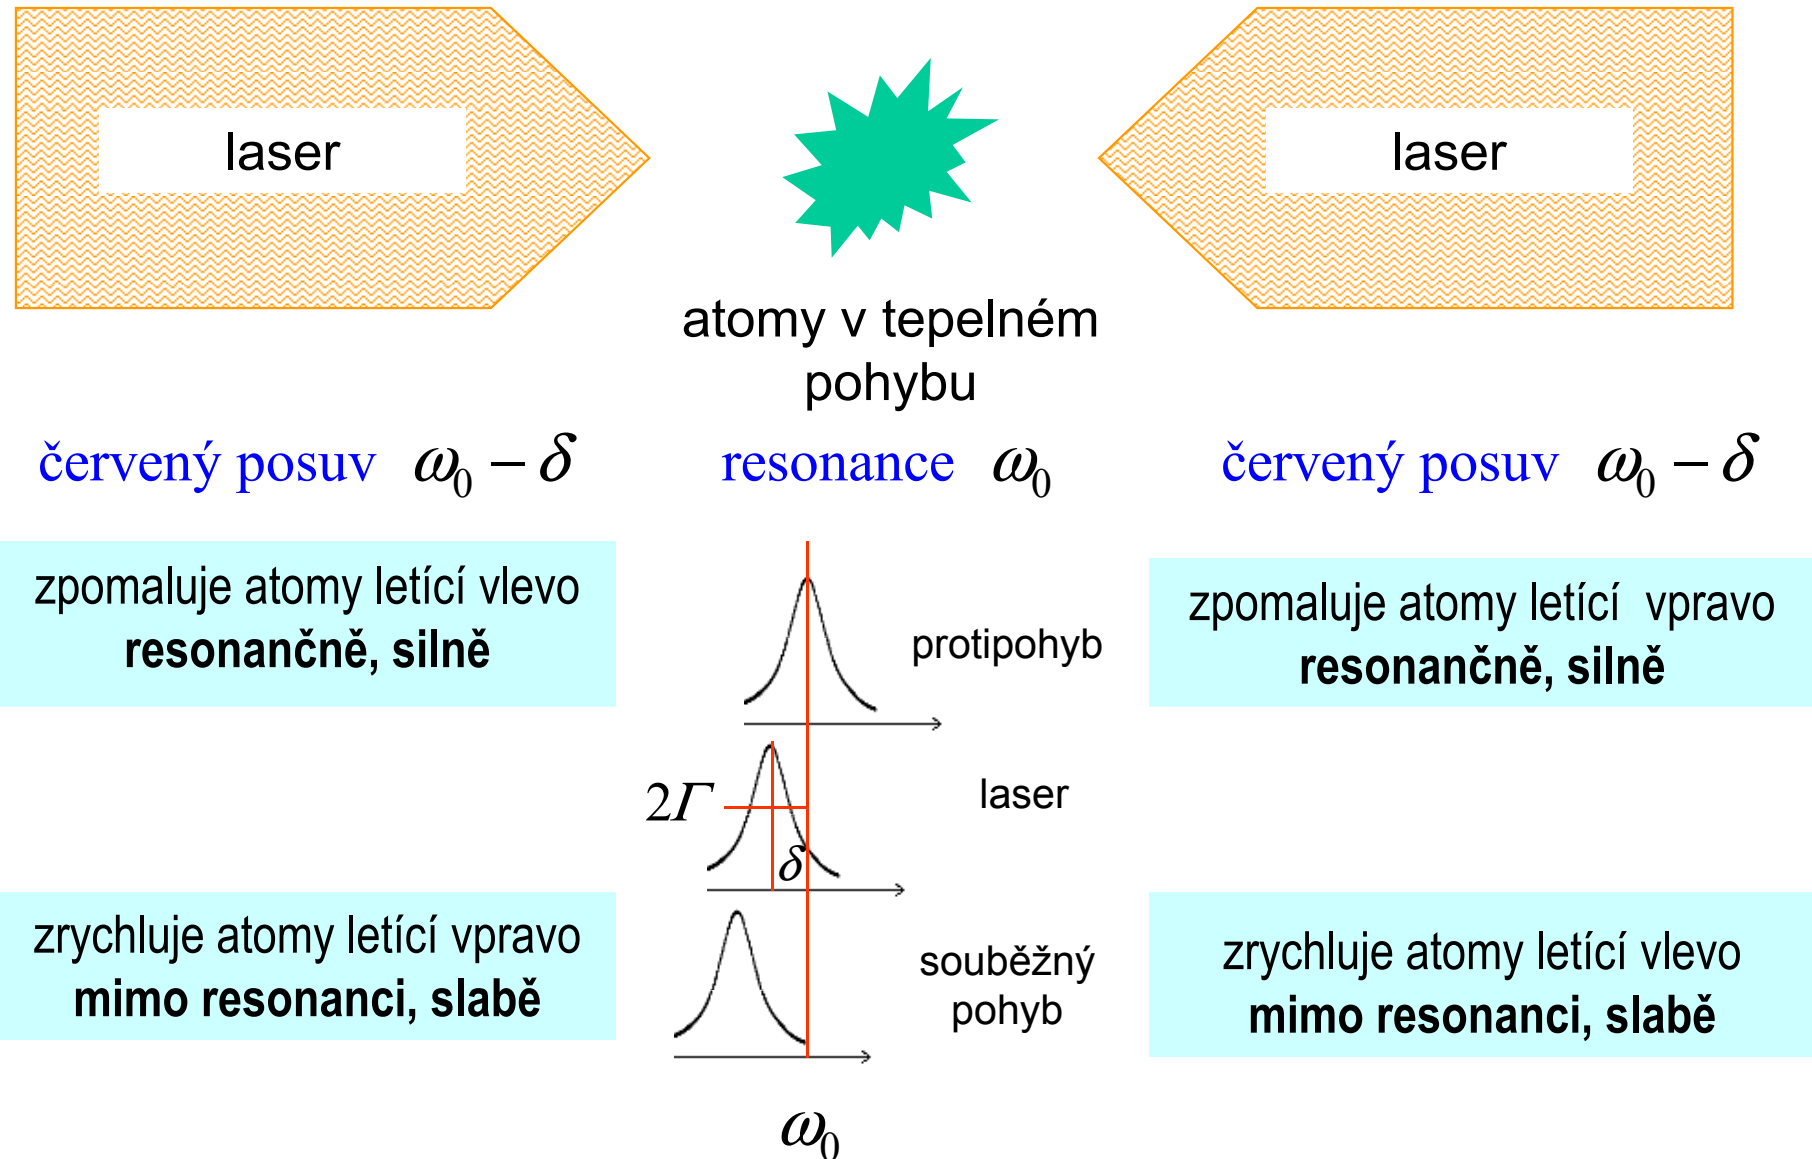 laser
laser
atomy v tepelném
pohybu
červený posuv ω₀ − δ
resonance ω₀
červený posuv ω₀ − δ
zpomaluje atomy letící vlevo
resonančně, silně
protipohyb
zpomaluje atomy letící vpravo
resonančně, silně
2Γ
δ
laser
zrychluje atomy letící vpravo
mimo resonanci, slabě
souběžný
pohyb
zrychluje atomy letící vlevo
mimo resonanci, slabě
ω₀